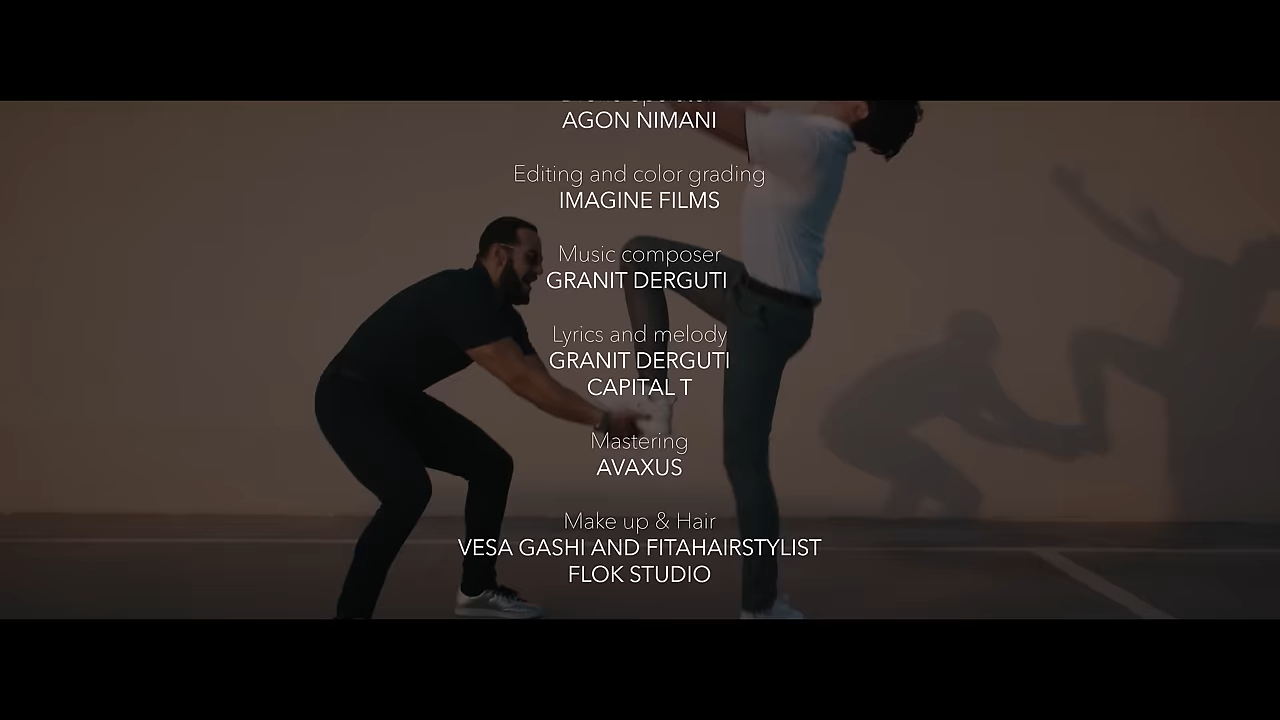 AGON NIMANI
Editing and color grading
IMAGINE FILMS
Music composer
GRANIT DERGUTI
Lyrics and melody
GRANIT DERGUTI
CAPITAL T
Mastering
AVAXUS
Make up & Hair
VESA GASHI AND FITAHAIRSTYLIST
FLOK STUDIO